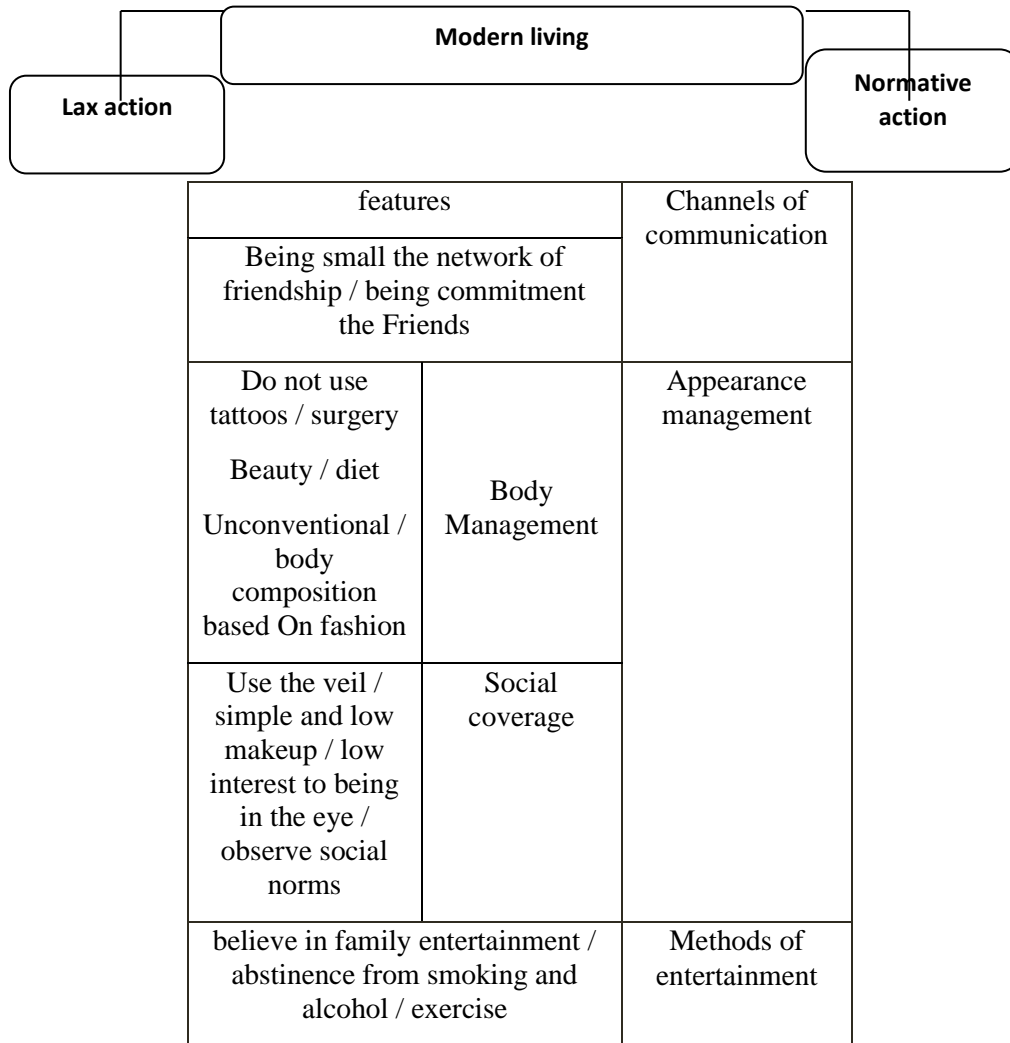 Modern living
Lax action
Normative
action
features
Channels of
communication
Being small the network of
friendship / being commitment
the Friends
Do not use
tattoos / surgery
Beauty / diet
Unconventional /
body
composition
based On fashion
Body
Management
Appearance
management
Use the veil /
simple and low
makeup / low
interest to being
in the eye /
observe social
norms
Social
coverage
believe in family entertainment /
abstinence from smoking and
alcohol / exercise
Methods of
entertainment